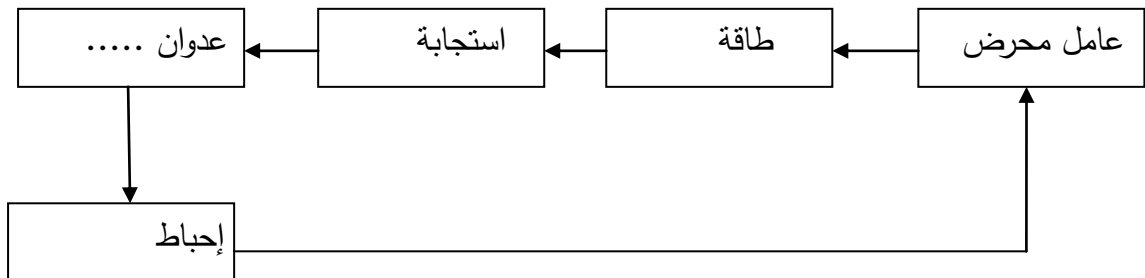 عامل محرض
طاقة
استجابة
عدوان .....
إحباط